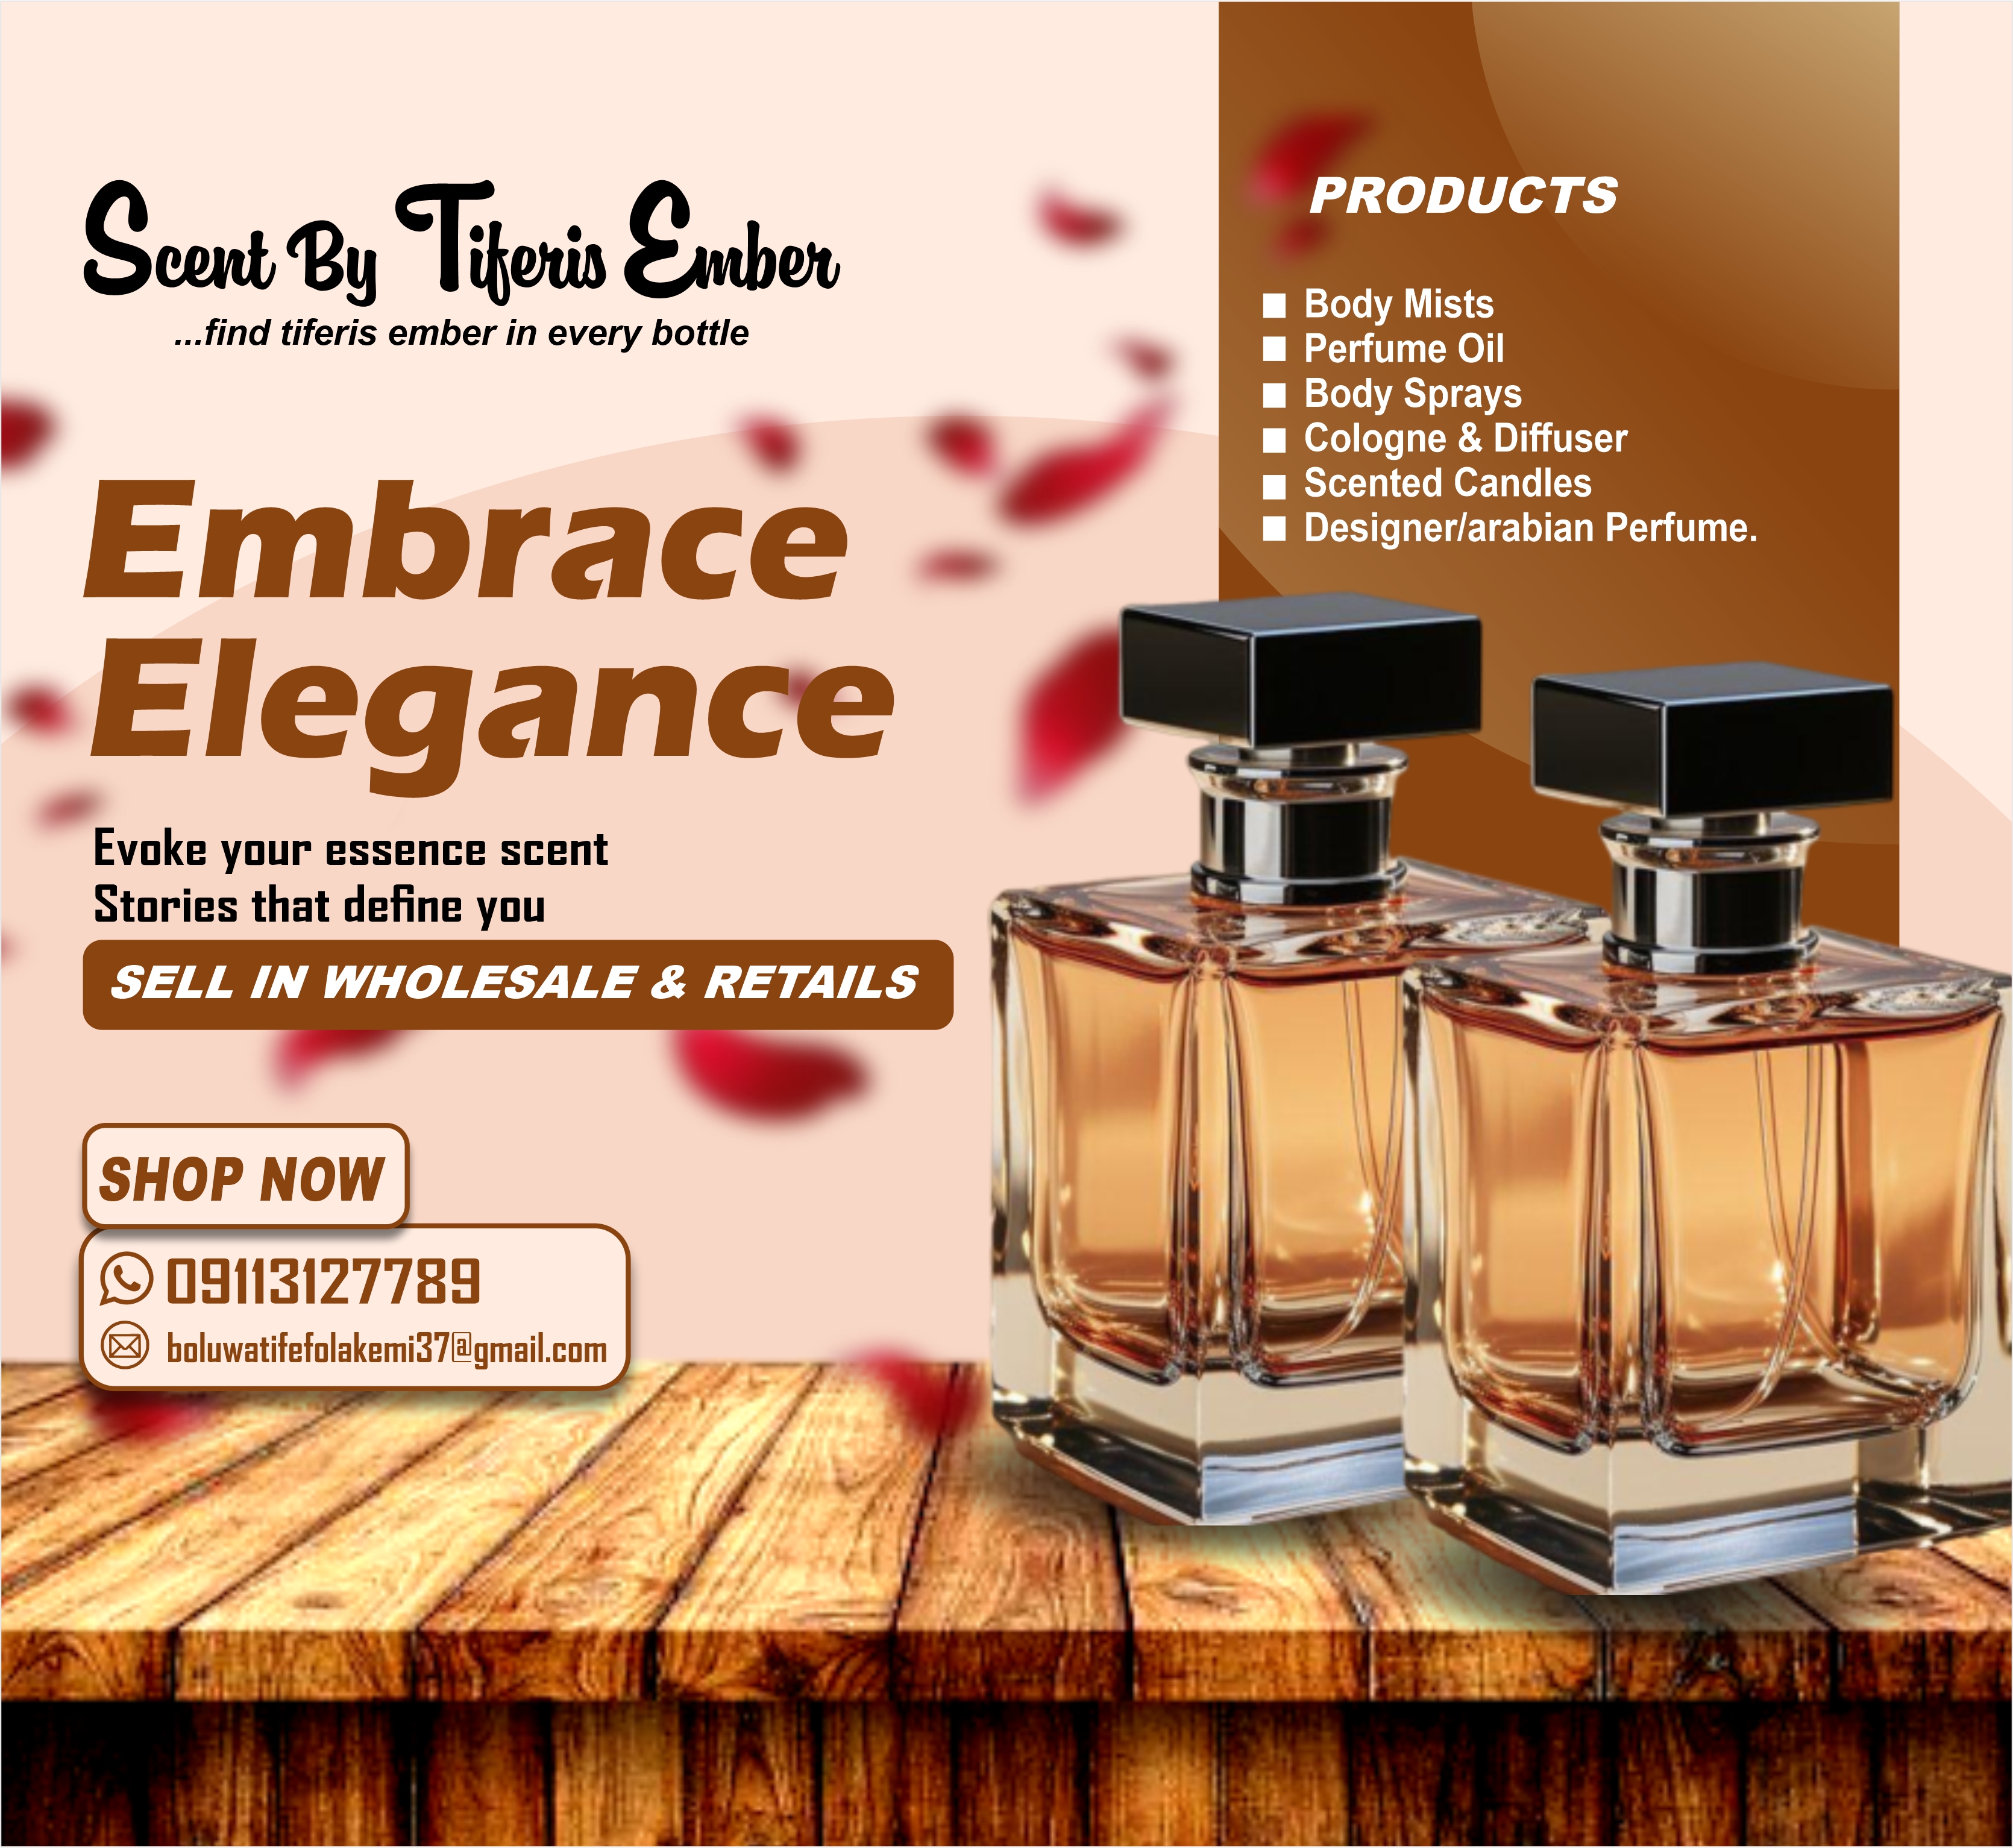 Scent By Tiferis Ember
...find tiferis ember in every bottle
Embrace
Elegance
Evoke your essence scent
Stories that define you
SELL IN WHOLESALE & RETAILS
SHOP NOW
09113127789
boluwatifefolakemi37@gmail.com
PRODUCTS
Body Mists
Perfume Oil
Body Sprays
Cologne & Diffuser
Scented Candles
Designer/arabian Perfume.